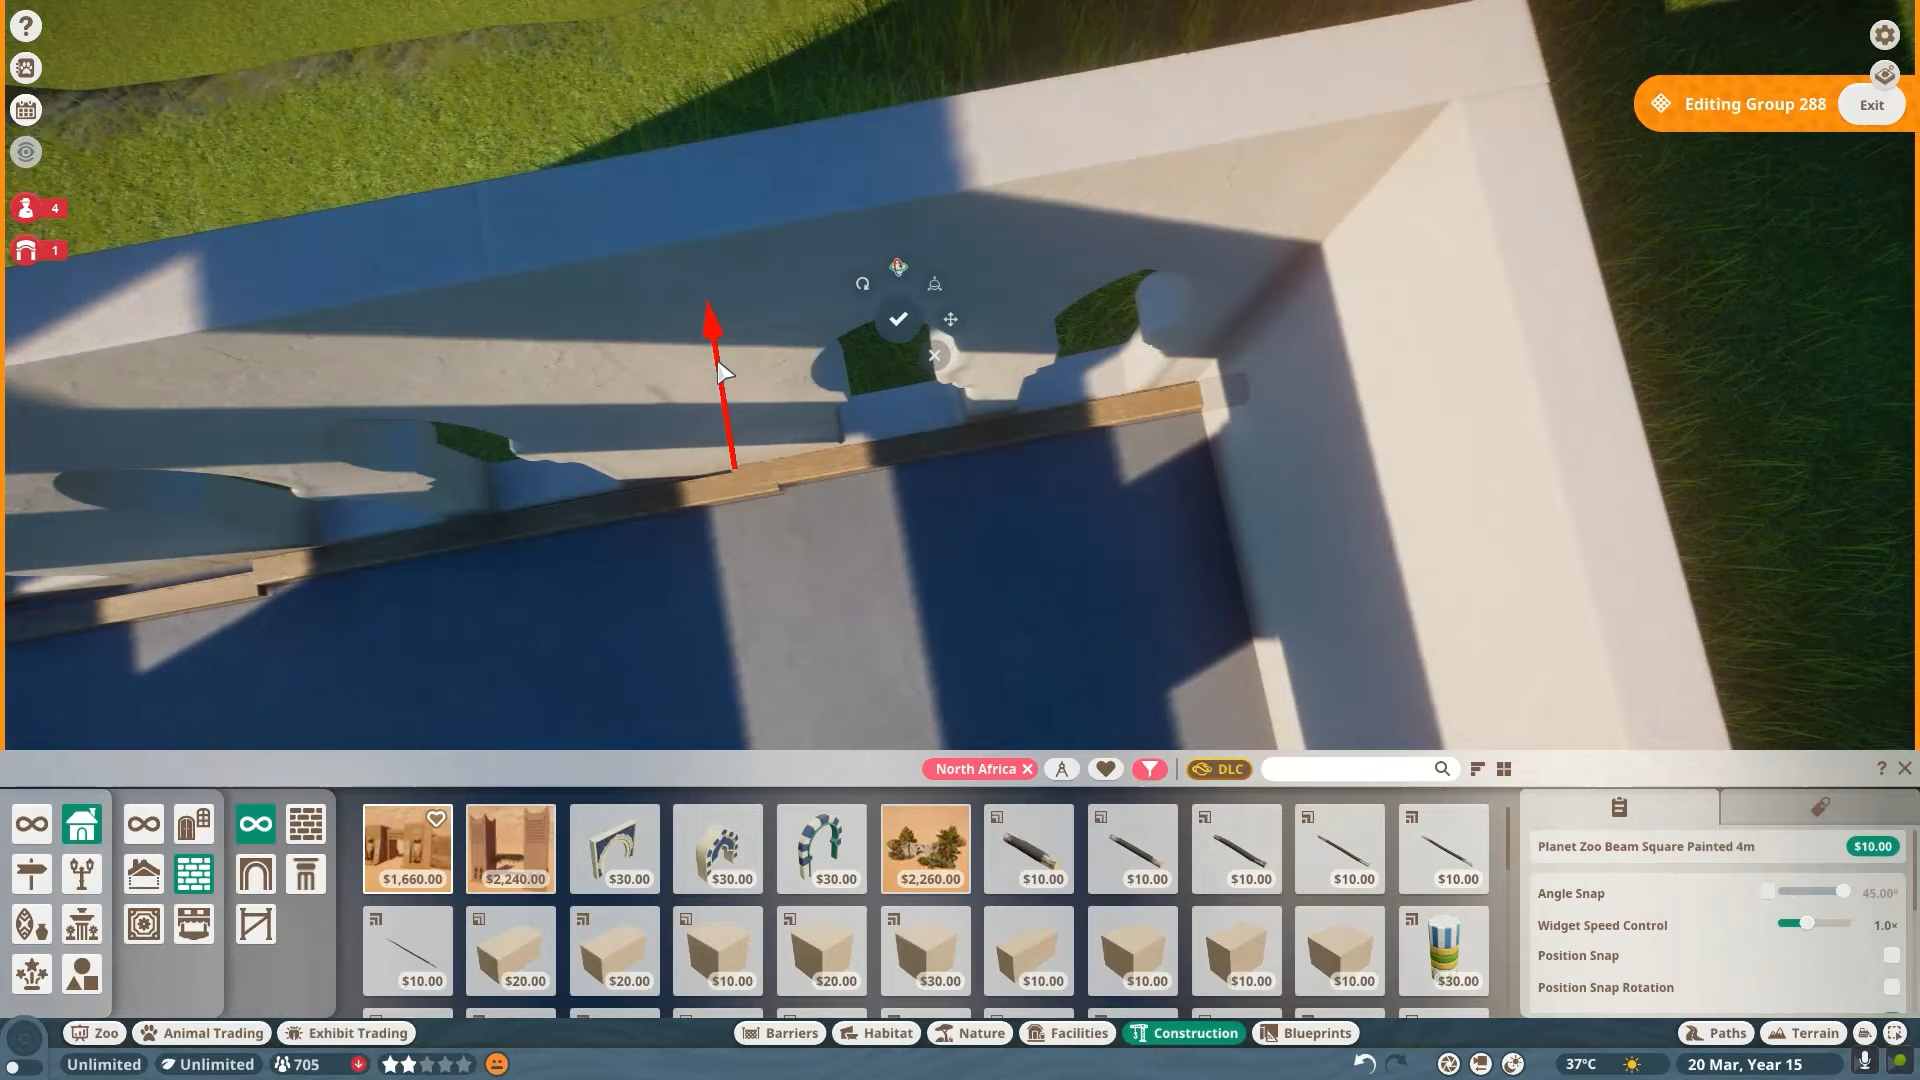 ?
4
1
Editing Group 288
Exit
North Africa
DLC
?
$1,660.00
$2,240.00
$30.00
$30.00
$30.00
$2,260.00
$10.00
$10.00
$10.00
$10.00
$10.00
$10.00
$20.00
$20.00
$10.00
$20.00
$30.00
$10.00
$10.00
$10.00
$10.00
$30.00
Planet Zoo Beam Square Painted 4m
$10.00
Angle Snap
45.00°
Widget Speed Control
1.0×
Position Snap
Position Snap Rotation
Zoo
Animal Trading
Exhibit Trading
Barriers
Habitat
Nature
Facilities
Construction
Blueprints
Paths
Terrain
Unlimited
Unlimited
705
37°C
20 Mar, Year 15